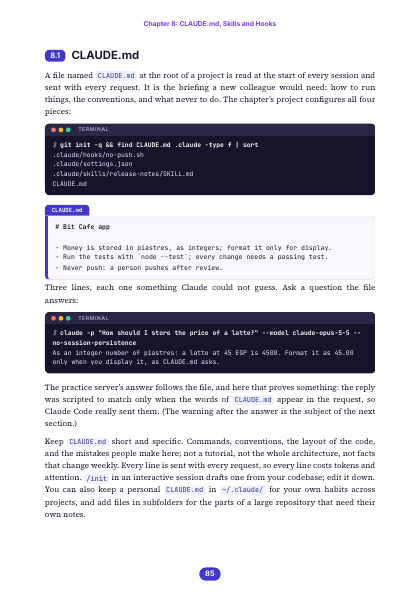 Chapter 8: CLAUDE.md, Skills and Hooks
8.1 CLAUDE.md
A file named CLAUDE.md at the root of a project is read at the start of every session and
sent with every request. It is the briefing a new colleague would need: how to run
things, the conventions, and what never to do. The chapter's project configures all four
pieces:
TERMINAL
$ git init -q && find CLAUDE.md .claude -type f | sort
.claude/hooks/no-push.sh
.claude/settings.json
.claude/skills/release-notes/SKILL.md
CLAUDE.md
CLAUDE.md
# Bit Cafe app
- Money is stored in piastres, as integers; format it only for display.
- Run the tests with `node --test`; every change needs a passing test.
- Never push: a person pushes after review.
Three lines, each one something Claude could not guess. Ask a question the file
answers:
TERMINAL
$ claude -p "How should I store the price of a latte?" --model claude-opus-5-5 --
no-session-persistence
As an integer number of piastres: a latte at 45 EGP is 4500. Format it as 45.00
only when you display it, as CLAUDE.md asks.
The practice server's answer follows the file, and here that proves something: the reply
was scripted to match only when the words of CLAUDE.md appear in the request, so
Claude Code really sent them. (The warning after the answer is the subject of the next
section.)
Keep CLAUDE.md short and specific. Commands, conventions, the layout of the code,
and the mistakes people make here; not a tutorial, not the whole architecture, not facts
that change weekly. Every line is sent with every request, so every line costs tokens and
attention. /init in an interactive session drafts one from your codebase; edit it down.
You can also keep a personal CLAUDE.md in ~/.claude/ for your own habits across
projects, and add files in subfolders for the parts of a large repository that need their
own notes.
85